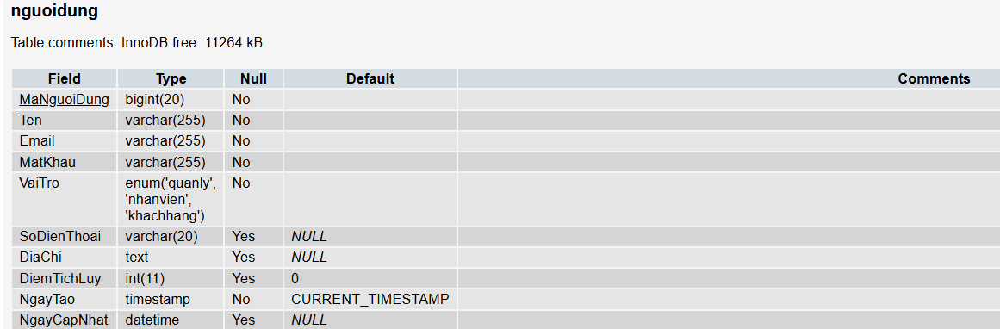 nguoidung
Table comments: InnoDB free: 11264 kB
Field Type Null Default Comments
MaNguoiDung bigint(20) No
Ten varchar(255) No
Email varchar(255) No
MatKhau varchar(255) No
VaiTro enum('quanly', No
'nhanvien',
'khachhang')
SoDienThoai varchar(20) Yes NULL
DiaChi text Yes NULL
DiemTichLuy int(11) Yes 0
NgayTao timestamp No CURRENT_TIMESTAMP
NgayCapNhat datetime Yes NULL